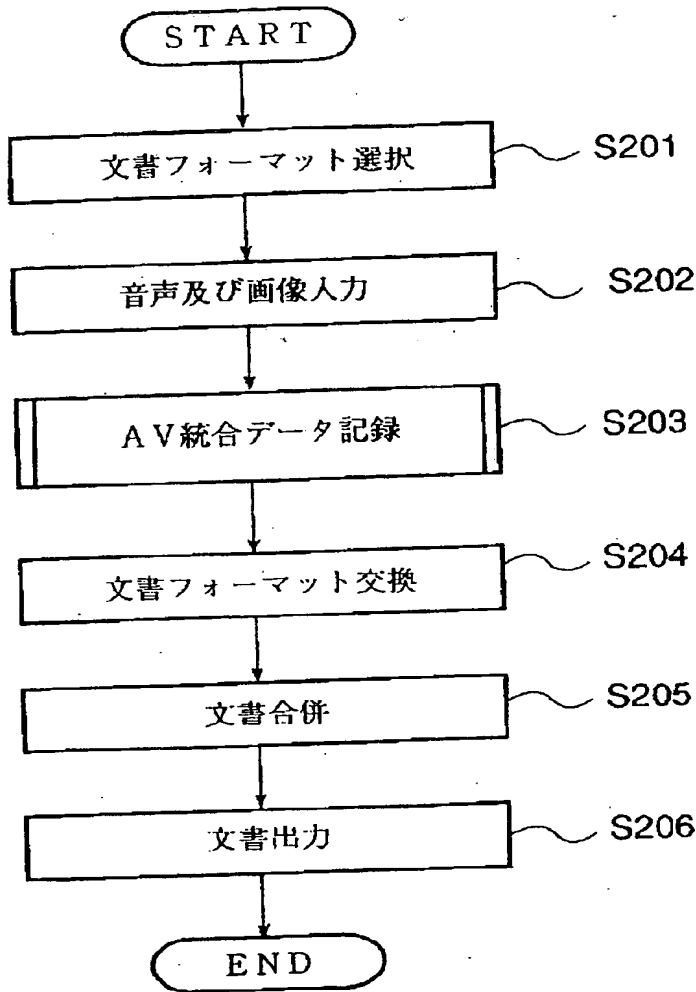 START
文書フォーマット選択 S201
音声及び画像入力 S202
AV統合データ記録 S203
文書フォーマット交換 S204
文書合併 S205
文書出力 S206
END